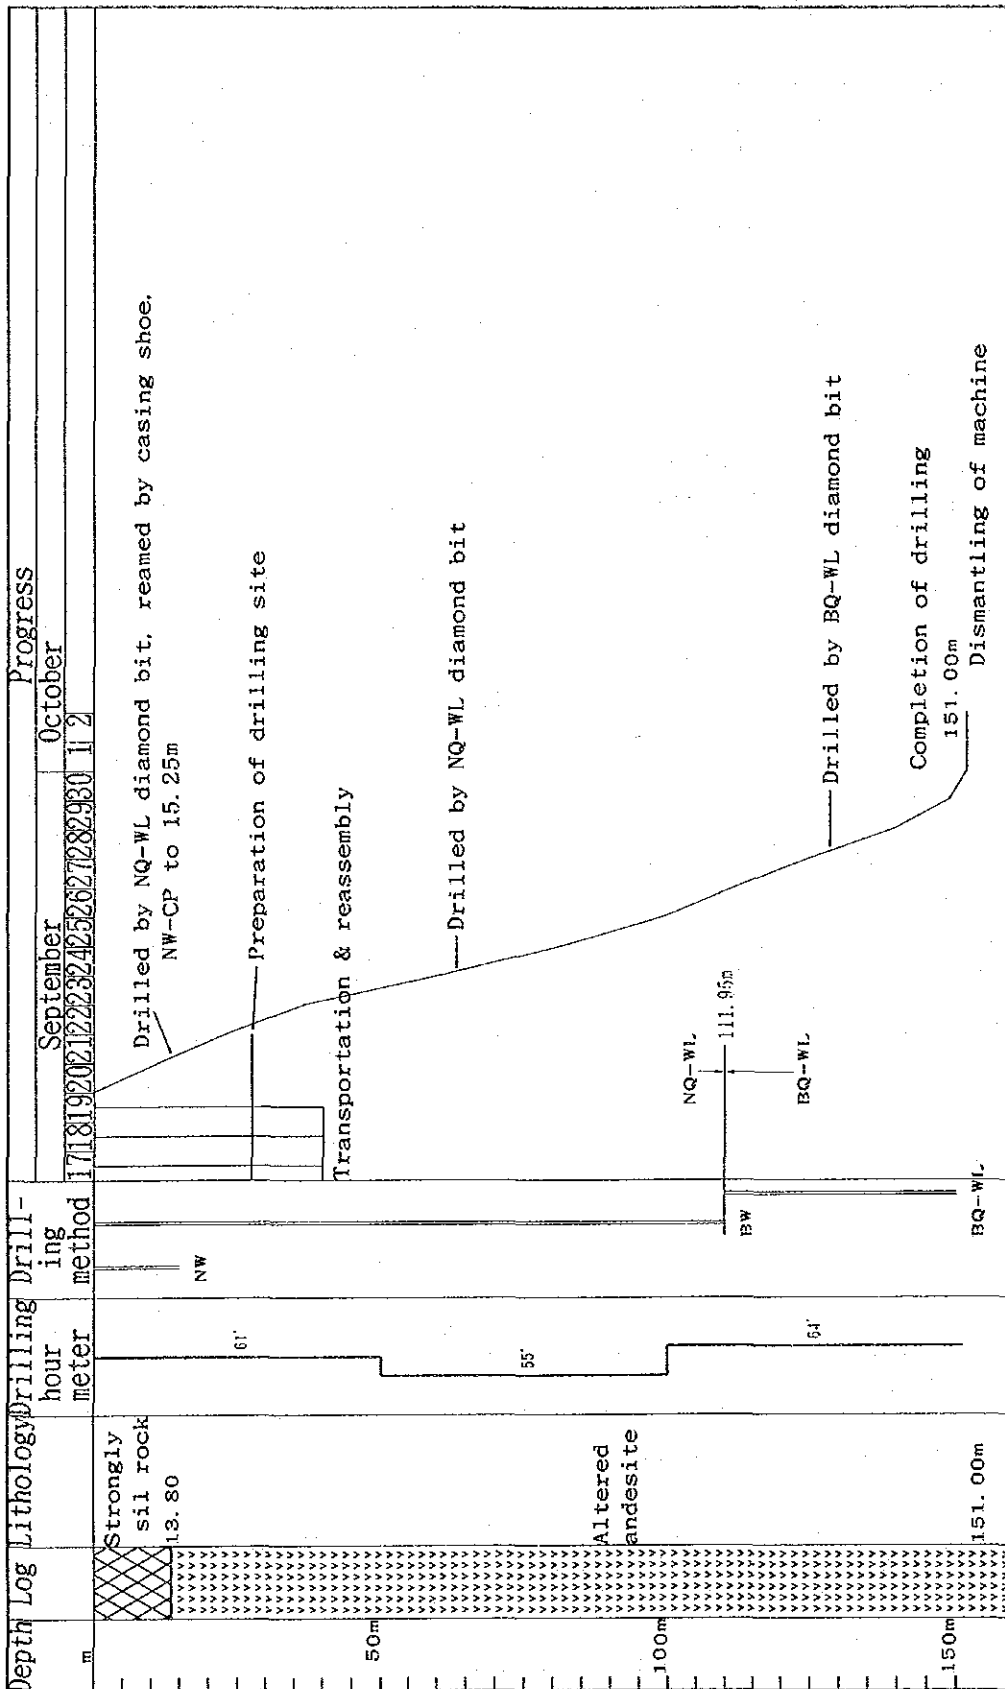 Depth
m
Log
Lithology
Drilling
hour
meter
Drill-
ing
method
Progress
September
October
17 18 19 20 21 22 23 24 25 26 27 28 29 30 1 2
Strongly
sil rock
13.80
61'
NW
Drilled by NQ-WL diamond bit, reamed by casing shoe.
NW-CP to 15.25m
Preparation of drilling site
Transportation & reassembly
50m
Drilled by NQ-WL diamond bit
55'
Altered
andesite
100m
NQ-WL
111.95m
BW
BQ-WL
64'
Drilled by BQ-WL diamond bit
Completion of drilling
151.00m
Dismantling of machine
150m
151.00m
BQ-WL